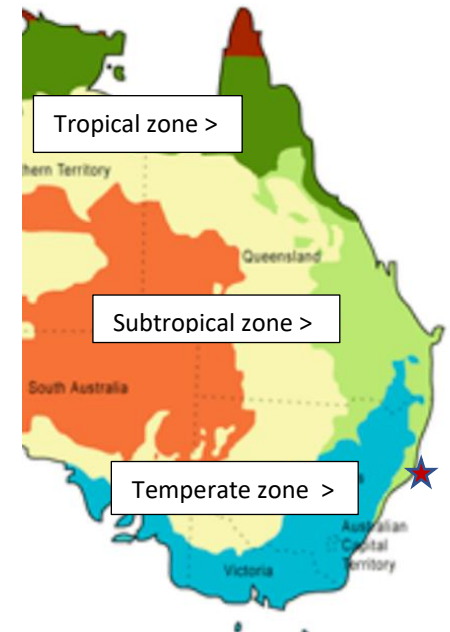 Tropical zone >
hern Territory
Queensland
Subtropical zone >
South Australia
Temperate zone  >
s
Australian
Capital
Territory
Victoria